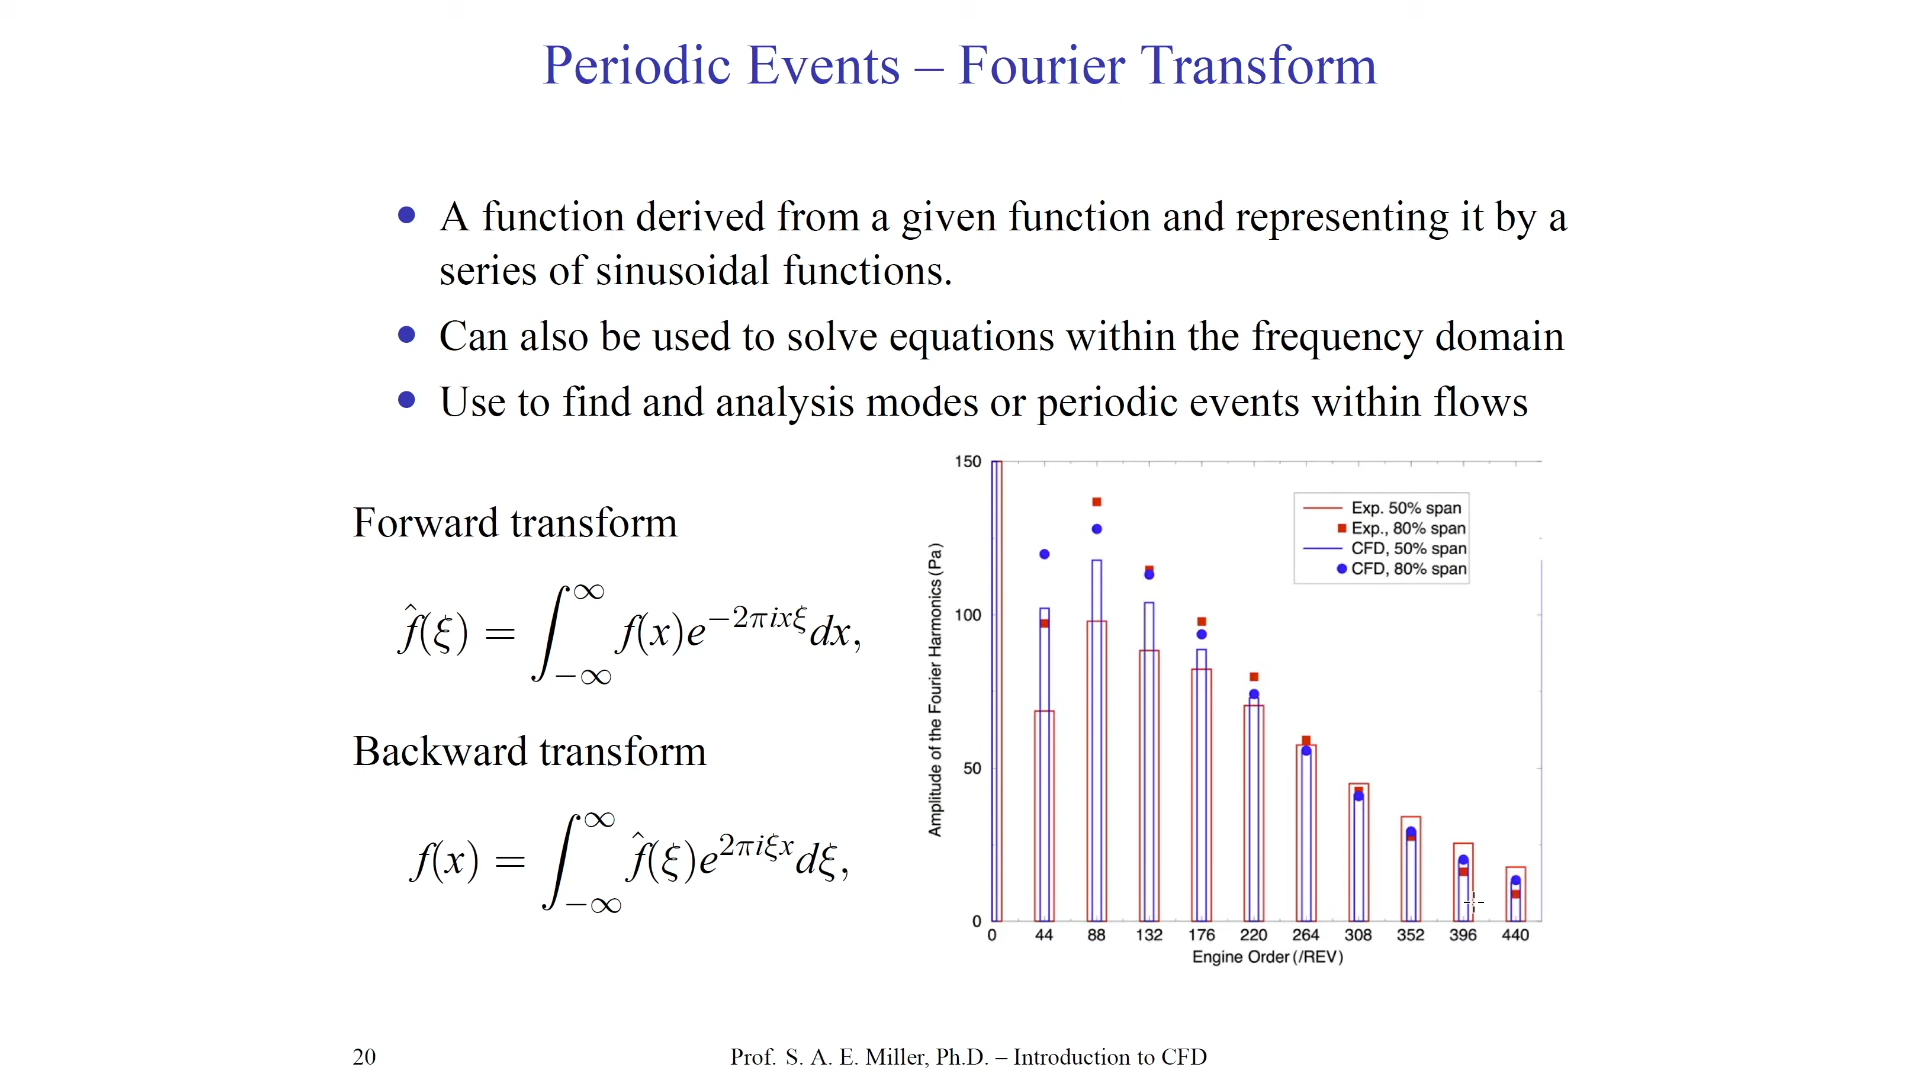 Periodic Events – Fourier Transform
A function derived from a given function and representing it by a
series of sinusoidal functions.
Can also be used to solve equations within the frequency domain
Use to find and analysis modes or periodic events within flows
Forward transform
f̂(ξ) = ∫_{−∞}^{∞} f(x)e^{−2πixξ}dx,
Backward transform
f(x) = ∫_{−∞}^{∞} f̂(ξ)e^{2πiξx}dξ,
Amplitude of the Fourier Harmonics (Pa)
150
100
50
0
Exp. 50% span
Exp., 80% span
CFD, 50% span
CFD, 80% span
0 44 88 132 176 220 264 308 352 396 440
Engine Order (/REV)
20 Prof. S. A. E. Miller, Ph.D. – Introduction to CFD